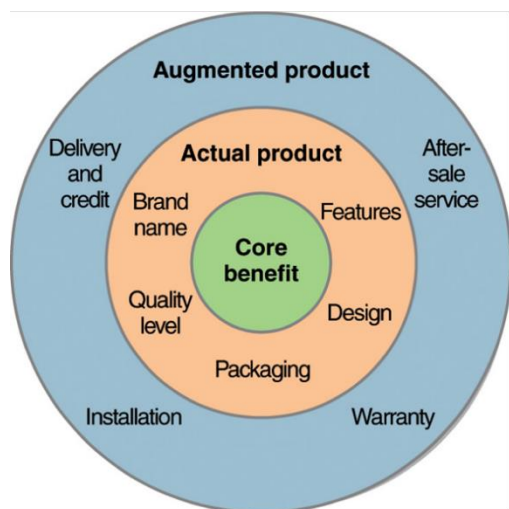 Augmented product
Delivery
and
credit
After-
sale
service
Actual product
Brand
name
Features
Core
benefit
Quality
level
Design
Packaging
Installation
Warranty